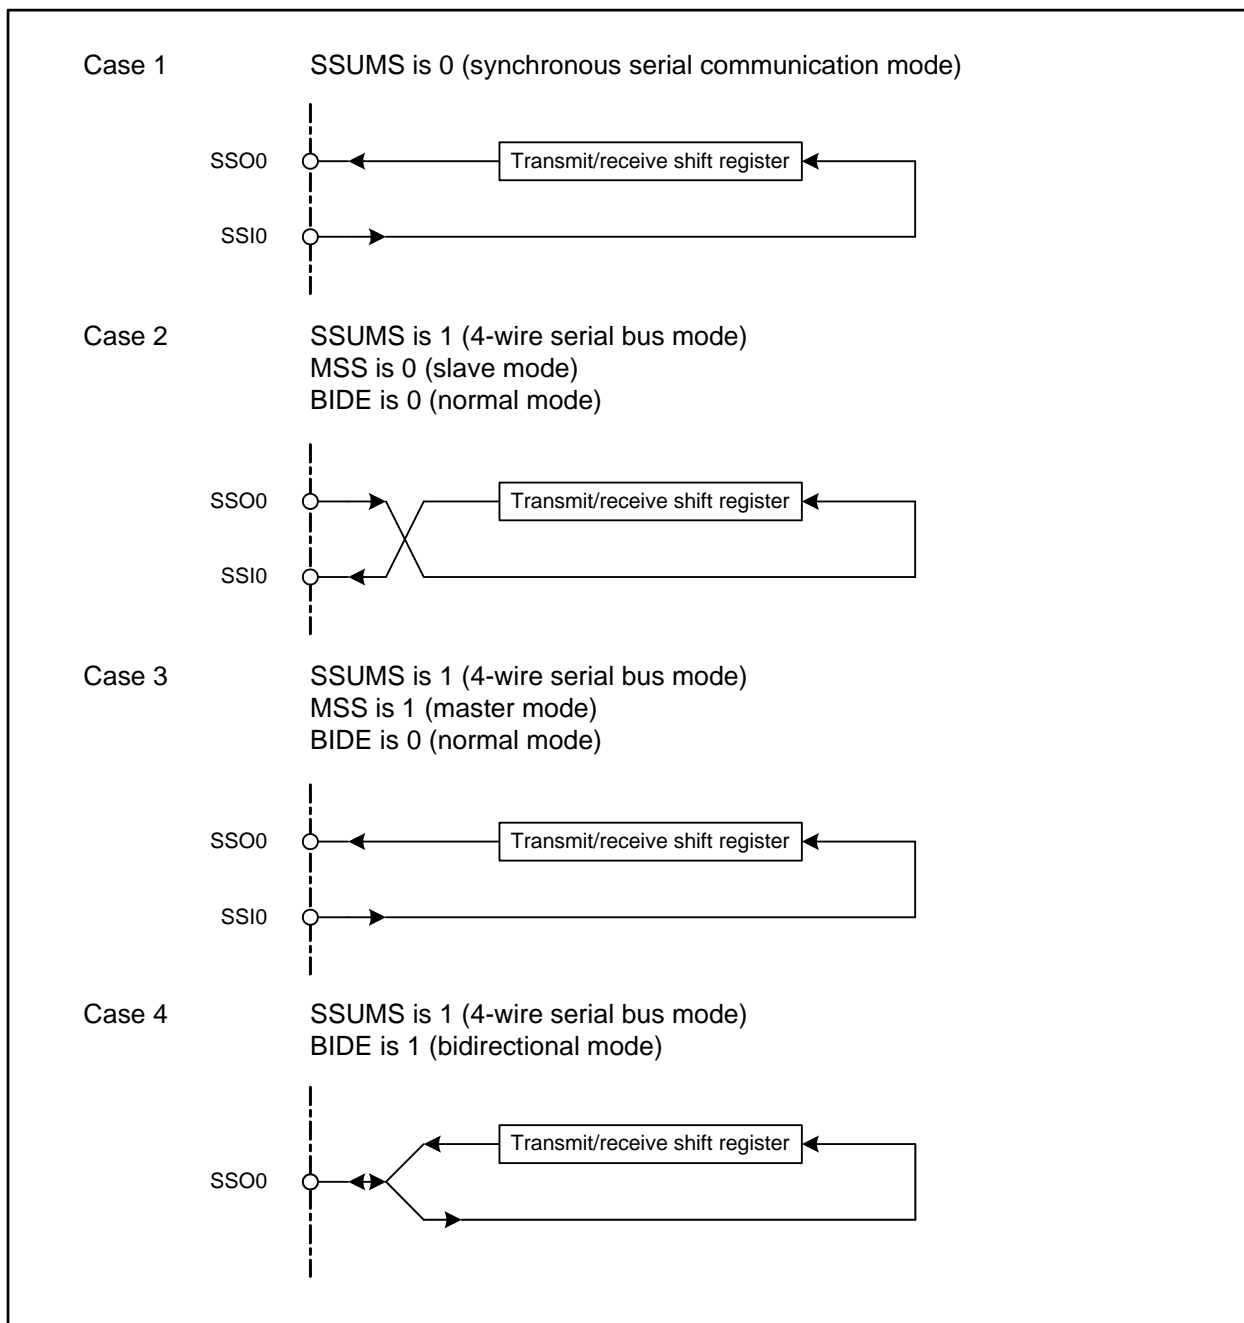 Case 1 SSUMS is 0 (synchronous serial communication mode)
SSO0 Transmit/receive shift register
SSI0
Case 2 SSUMS is 1 (4-wire serial bus mode)
MSS is 0 (slave mode)
BIDE is 0 (normal mode)
SSO0 Transmit/receive shift register
SSI0
Case 3 SSUMS is 1 (4-wire serial bus mode)
MSS is 1 (master mode)
BIDE is 0 (normal mode)
SSO0 Transmit/receive shift register
SSI0
Case 4 SSUMS is 1 (4-wire serial bus mode)
BIDE is 1 (bidirectional mode)
Transmit/receive shift register
SSO0